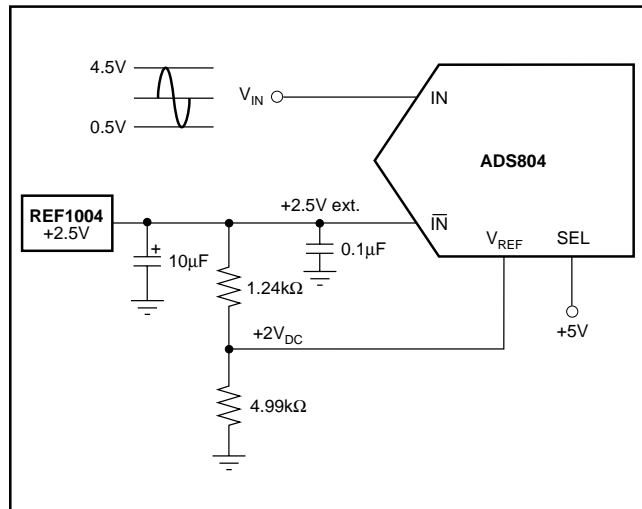 4.5V
0.5V
V_IN
IN
ADS804
REF1004
+2.5V
+2.5V ext.
I̅N̅
V_REF
SEL
+
10µF
0.1µF
1.24kΩ
+2V_DC
+5V
4.99kΩ